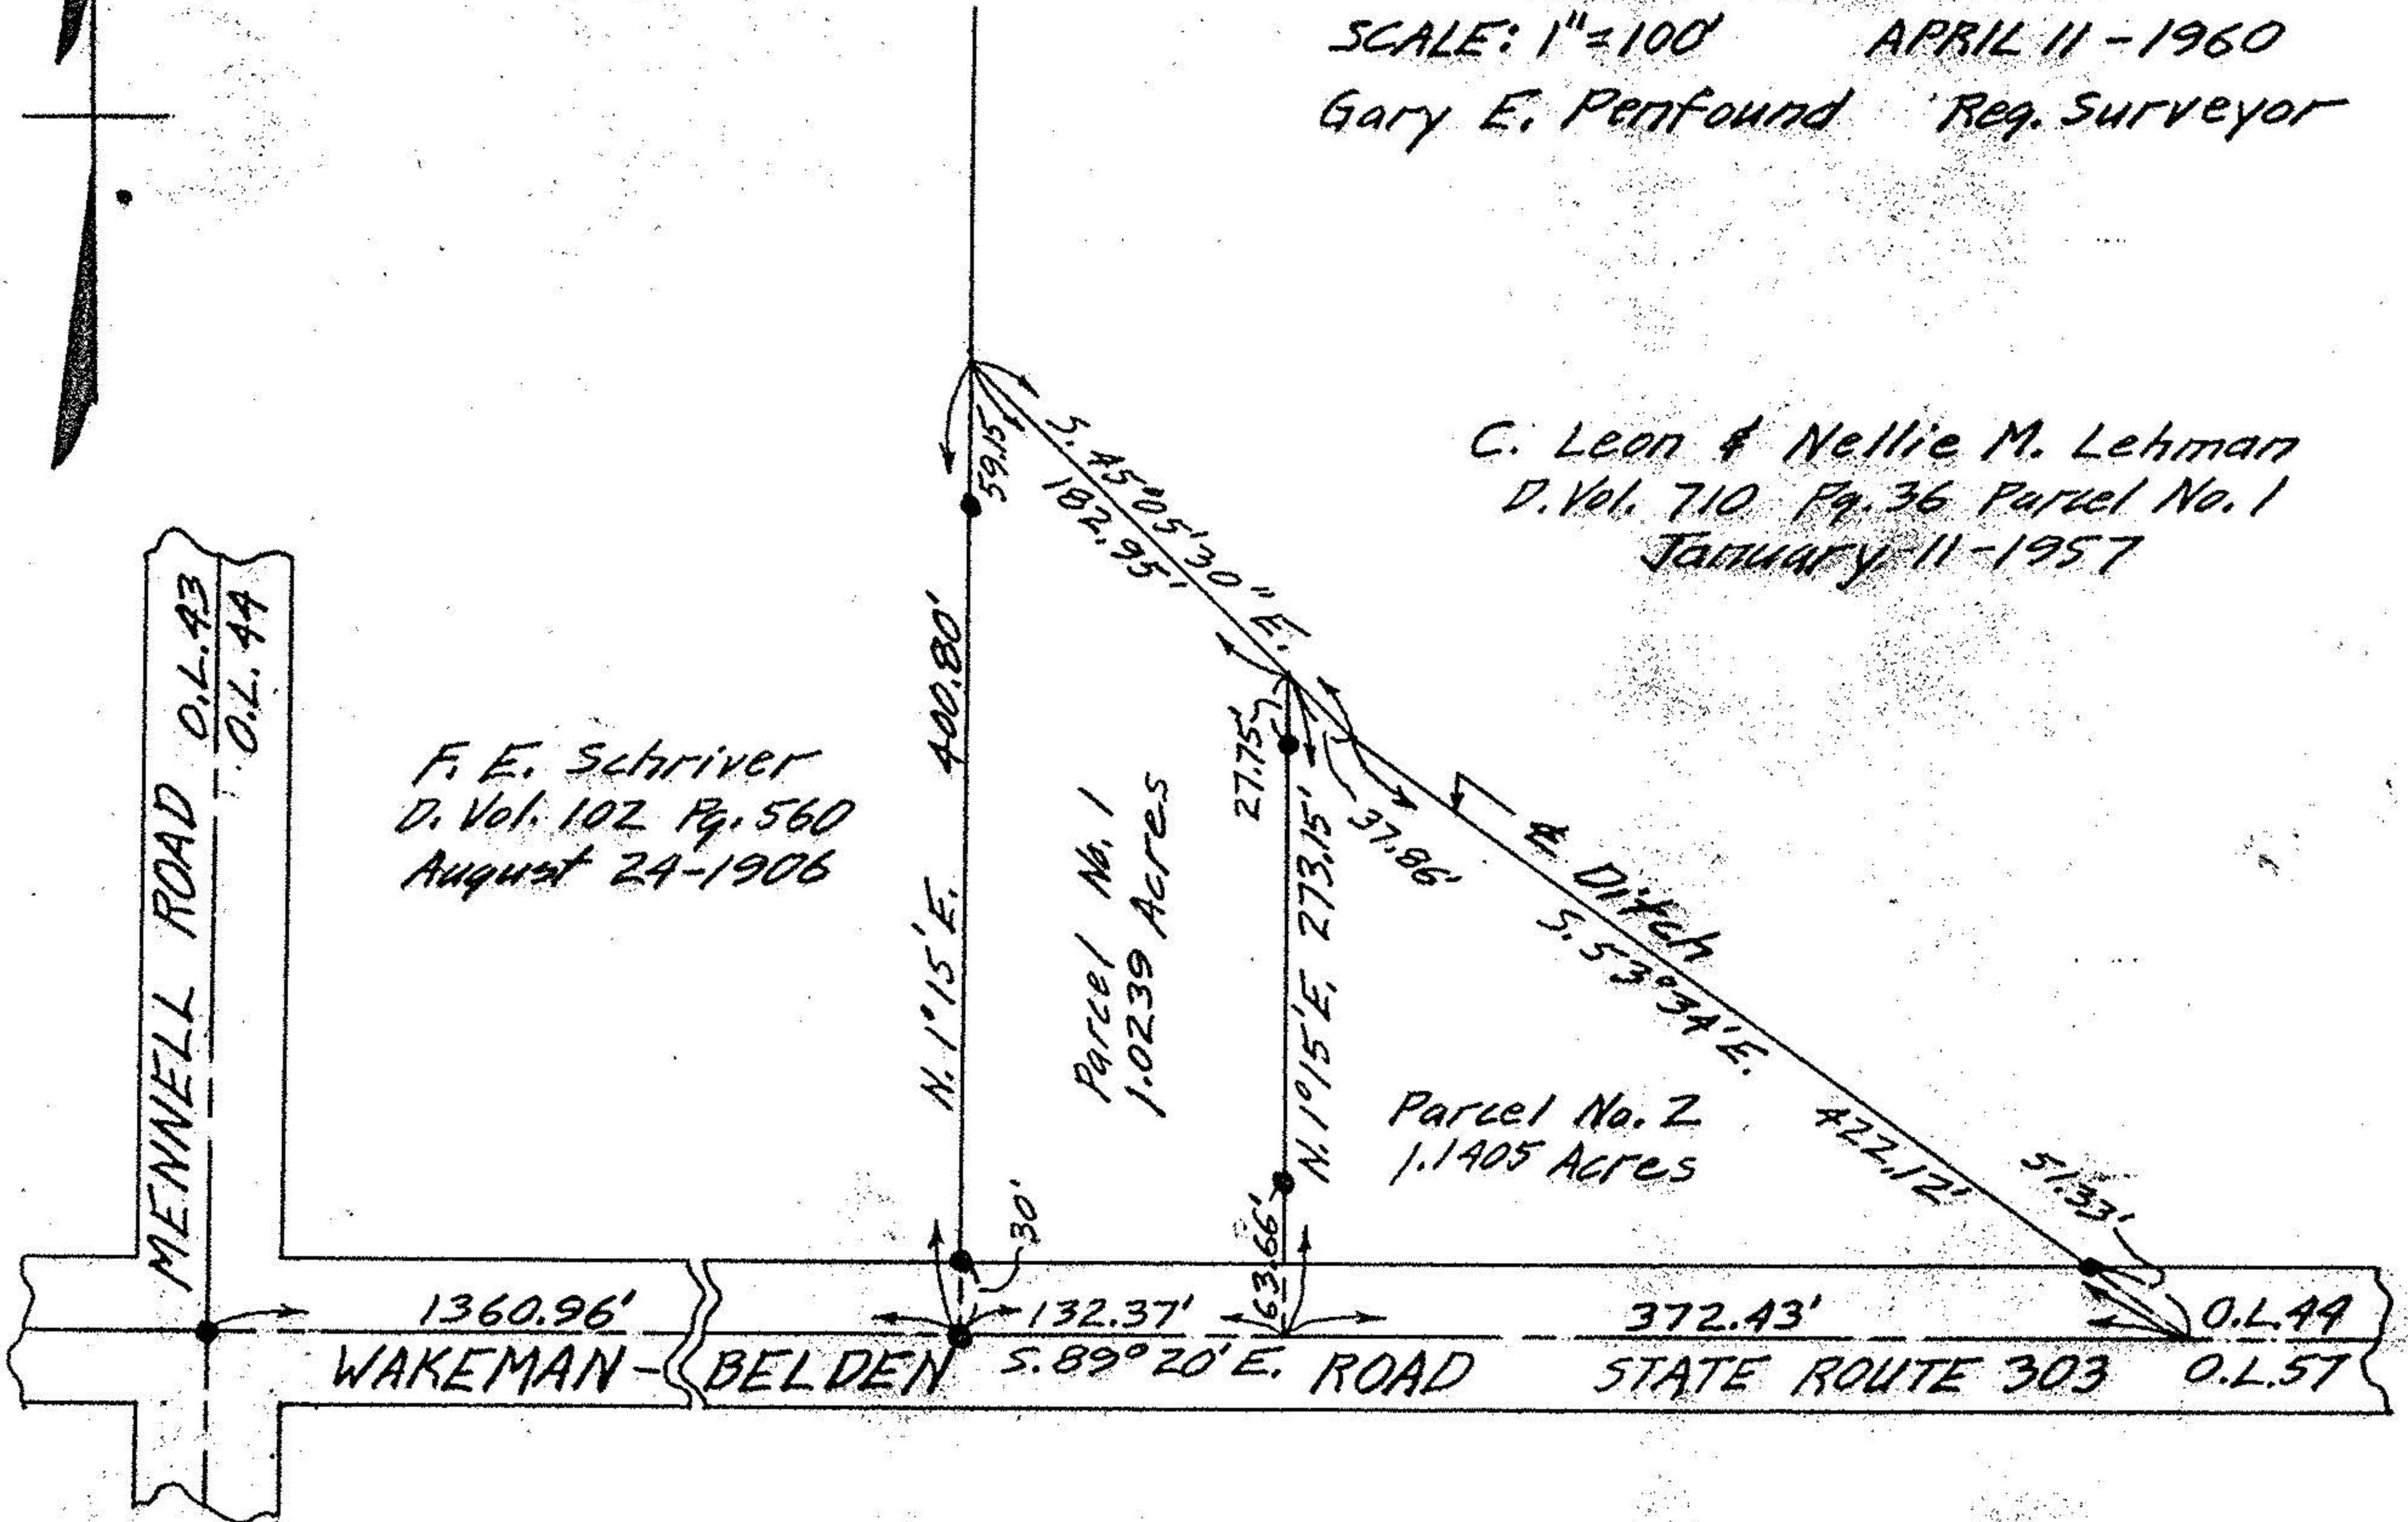 SCALE: 1"=100' APRIL 11-1960
Gary E. Penfound Reg. Surveyor
C. Leon & Nellie M. Lehman
D. Vol. 710 Pg. 36 Parcel No. 1
January 11-1957
59.15'
S. 45°05'30" E.
182.95'
MENNELL ROAD
O.L. 43
O.L. 44
F. E. Schriver
D. Vol. 102 Pg. 560
August 24-1906
N. 1°15' E. 400.80'
Parcel No. 1
1.0239 Acres
27.75'
N. 1°15' E. 273.15'
37.86'
Ditch
S. 53°34' E.
422.12'
51.33'
Parcel No. 2
1.1405 Acres
30'
63.66'
1360.96' 132.37' 372.43' O.L. 44
WAKEMAN - BELDEN S. 89°20' E. ROAD STATE ROUTE 303 O.L. 57